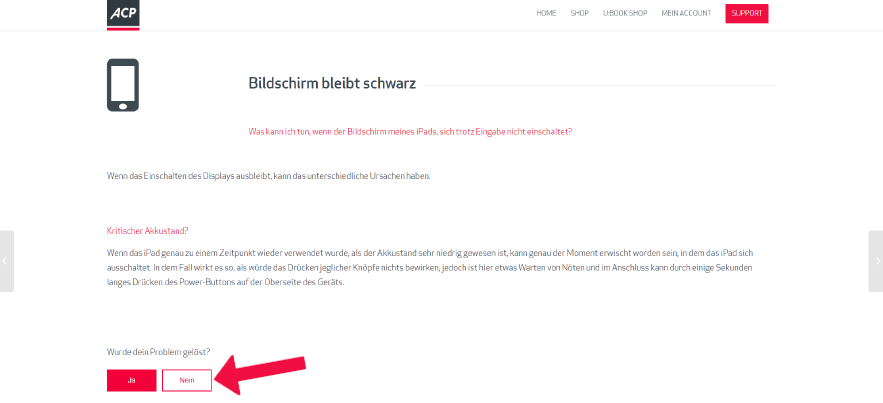 ACP
HOME SHOP U:BOOK SHOP MEIN ACCOUNT SUPPORT
Bildschirm bleibt schwarz
Was kann ich tun, wenn der Bildschirm meines iPads, sich trotz Eingabe nicht einschaltet?
Wenn das Einschalten des Displays ausbleibt, kann das unterschiedliche Ursachen haben.
Kritischer Akkustand?
Wenn das iPad genau zu einem Zeitpunkt wieder verwendet wurde, als der Akkustand sehr niedrig gewesen ist, kann genau der Moment erwischt worden sein, in dem das iPad sich
ausschaltet. In dem Fall wirkt es so, als würde das Drücken jeglicher Knöpfe nichts bewirken, jedoch ist hier etwas Warten von Nöten und im Anschluss kann durch einige Sekunden
langes Drücken des Power-Buttons auf der Oberseite des Geräts.
Wurde dein Problem gelöst?
Ja Nein